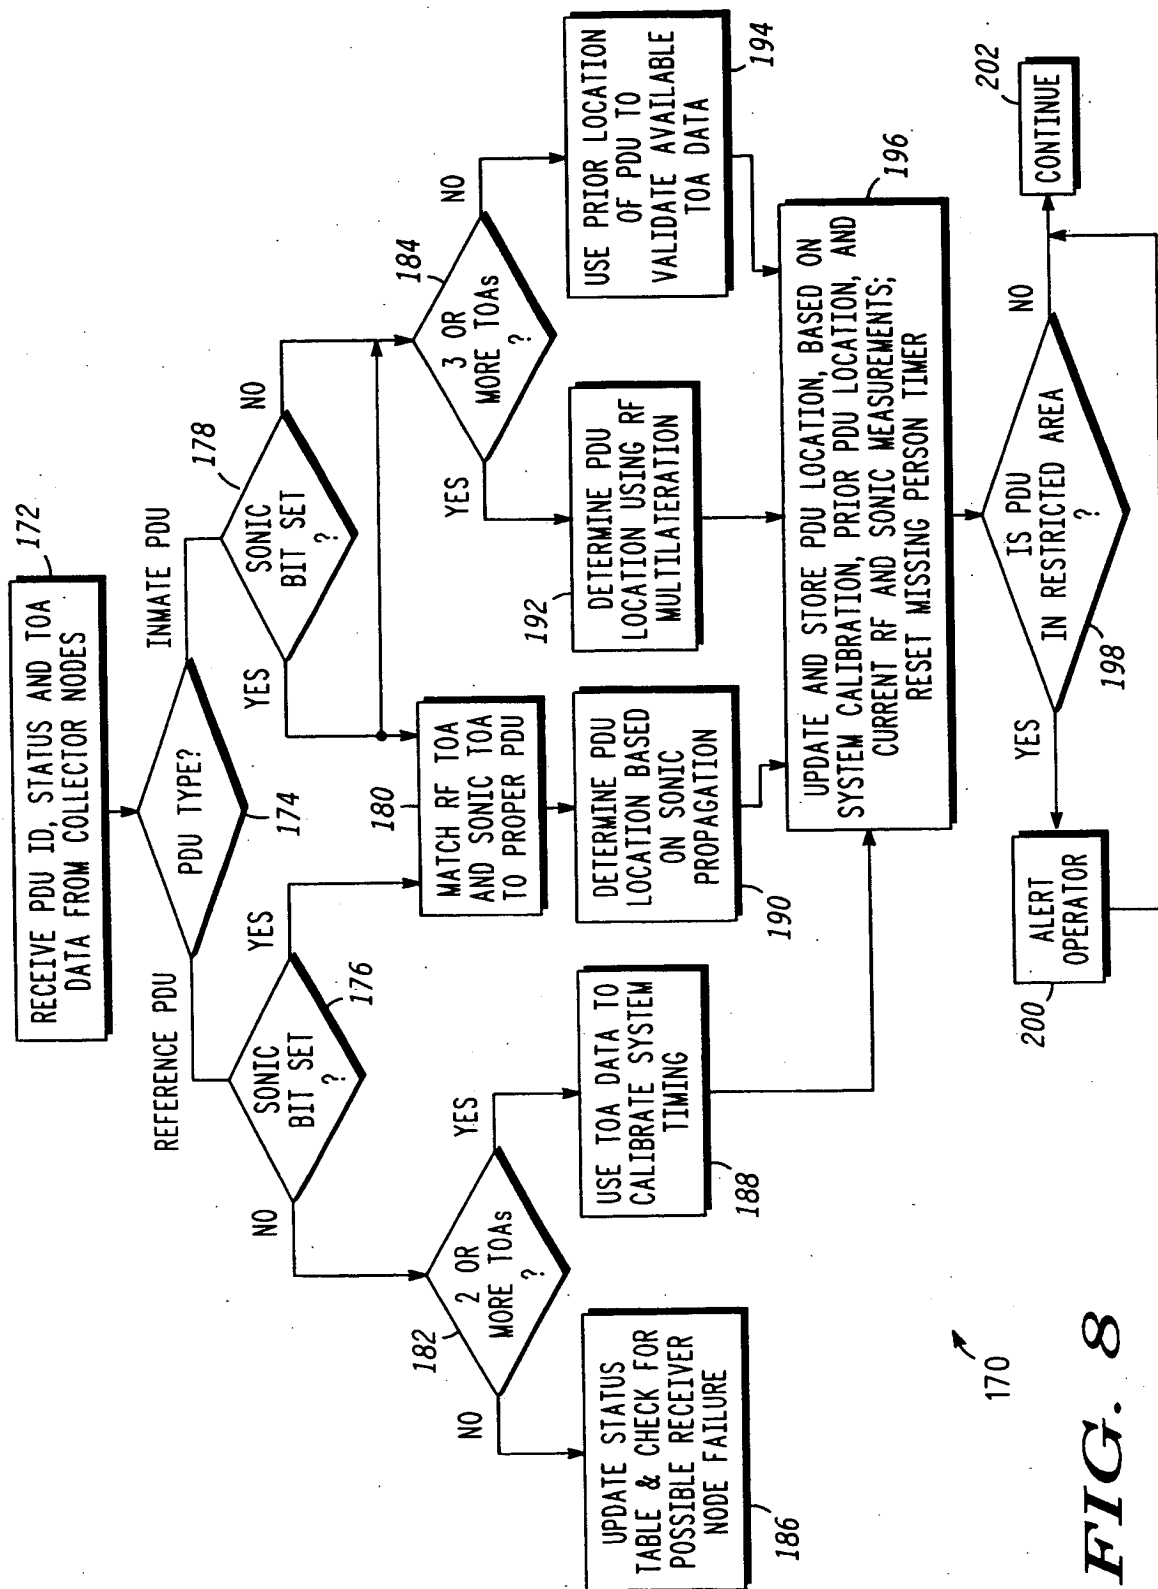 172
RECEIVE PDU ID, STATUS AND TOA
DATA FROM COLLECTOR NODES
PDU TYPE?
174
REFERENCE PDU
INMATE PDU
SONIC
BIT SET
?
176
NO
YES
SONIC
BIT SET
?
178
YES
NO
182
2 OR
MORE TOAs
?
NO
YES
180
MATCH RF TOA
AND SONIC TOA
TO PROPER PDU
184
3 OR
MORE TOAs
?
YES
NO
UPDATE STATUS
TABLE & CHECK FOR
POSSIBLE RECEIVER
NODE FAILURE
186
USE TOA DATA TO
CALIBRATE SYSTEM
TIMING
188
DETERMINE PDU
LOCATION BASED
ON SONIC
PROPAGATION
190
192
DETERMINE PDU
LOCATION USING RF
MULTILATERATION
USE PRIOR LOCATION
OF PDU TO
VALIDATE AVAILABLE
TOA DATA
194
196
UPDATE AND STORE PDU LOCATION, BASED ON
SYSTEM CALIBRATION, PRIOR PDU LOCATION, AND
CURRENT RF AND SONIC MEASUREMENTS;
RESET MISSING PERSON TIMER
IS PDU
IN RESTRICTED AREA
?
198
YES
NO
200
ALERT
OPERATOR
202
CONTINUE
170
FIG. 8